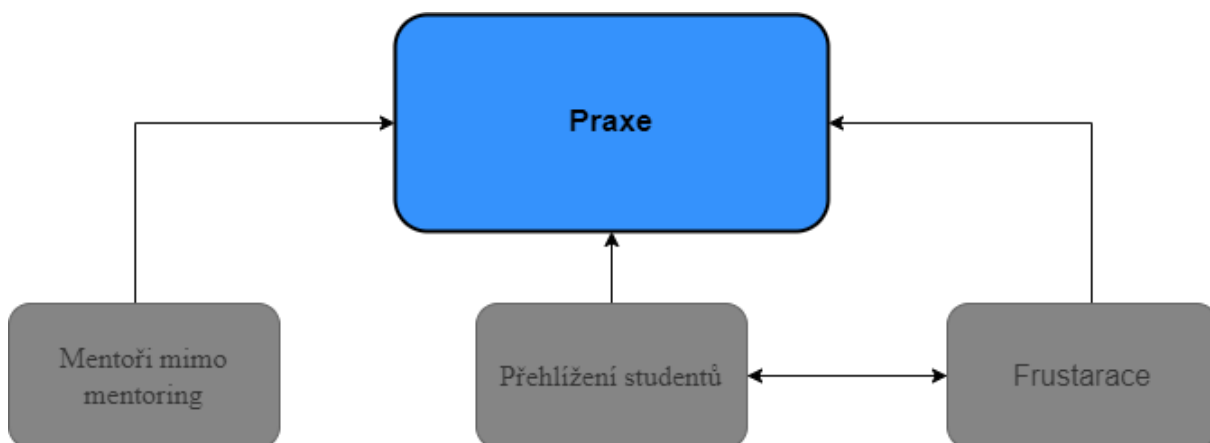 Praxe
Mentoři mimo
mentoring
Přehlížení studentů
Frustarace